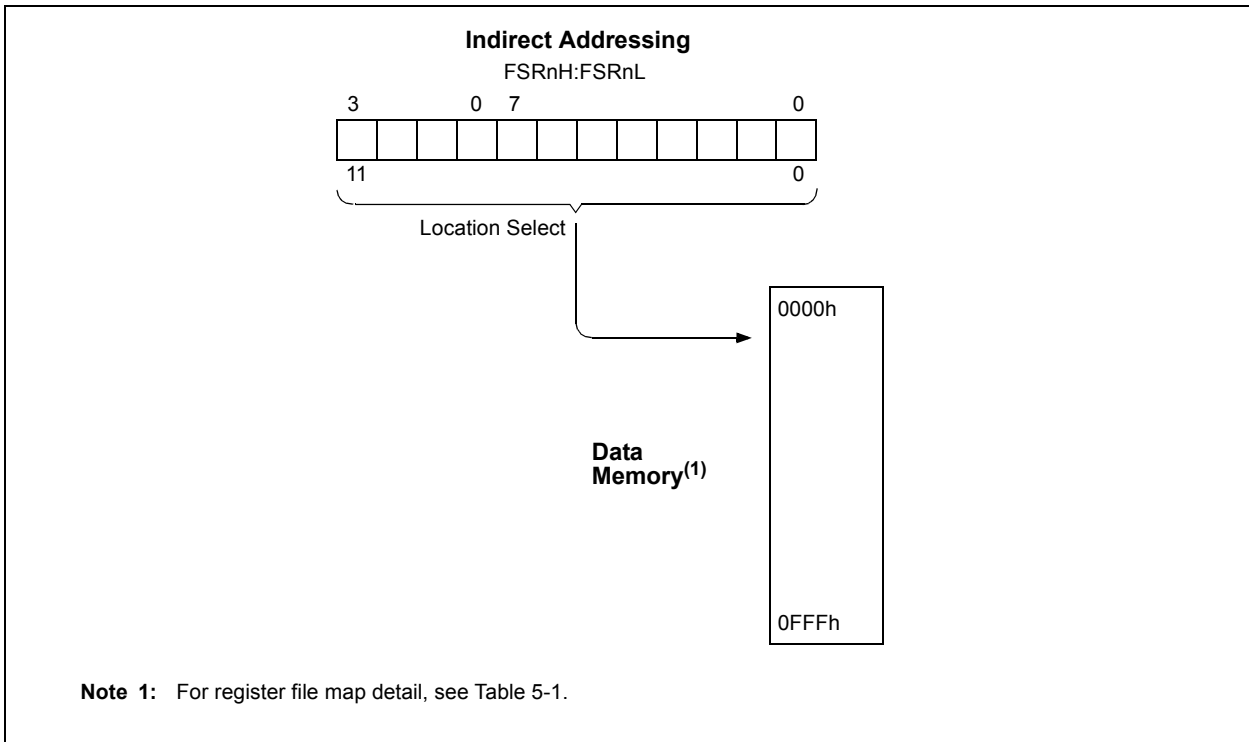 Indirect Addressing
FSRnH:FSRnL
3 0 7 0
11 0
Location Select
0000h
Data
Memory(1)
0FFFh
Note 1: For register file map detail, see Table 5-1.